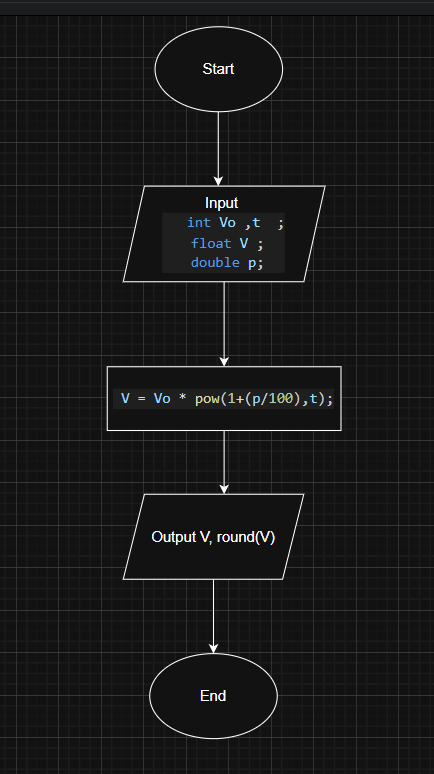 Start
Input
int Vo ,t  ;
float V ;
double p;
V = Vo * pow(1+(p/100),t);
Output V, round(V)
End